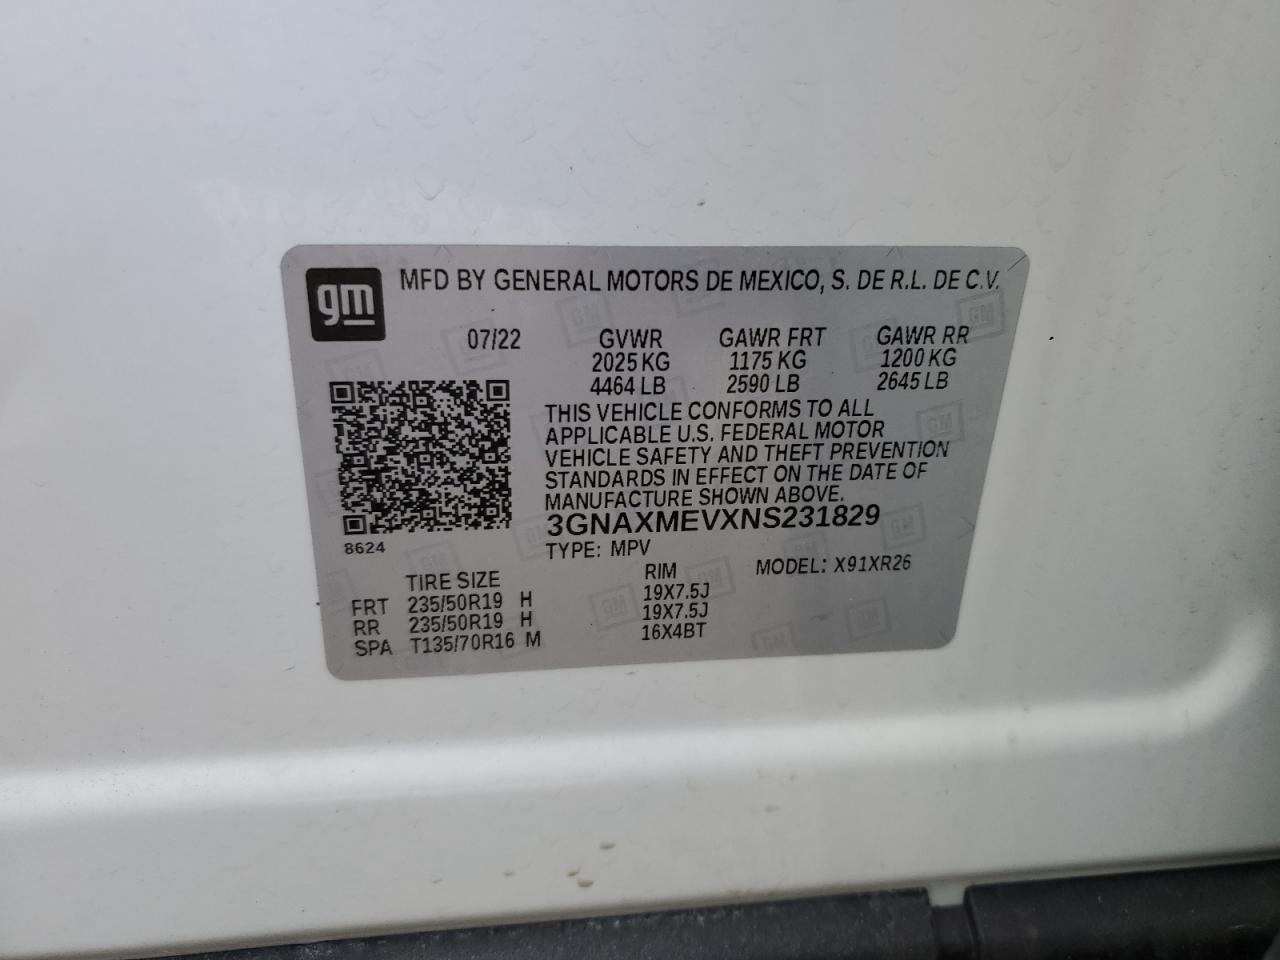 gm MFD BY GENERAL MOTORS DE MEXICO, S. DE R.L. DE C.V.
07/22 GVWR GAWR FRT GAWR RR
2025 KG 1175 KG 1200 KG
4464 LB 2590 LB 2645 LB
THIS VEHICLE CONFORMS TO ALL
APPLICABLE U.S. FEDERAL MOTOR
VEHICLE SAFETY AND THEFT PREVENTION
STANDARDS IN EFFECT ON THE DATE OF
MANUFACTURE SHOWN ABOVE.
3GNAXMEVXNS231829
8624 TYPE: MPV MODEL: X91XR26
TIRE SIZE RIM
FRT 235/50R19 H 19X7.5J
RR 235/50R19 H 19X7.5J
SPA T135/70R16 M 16X4BT